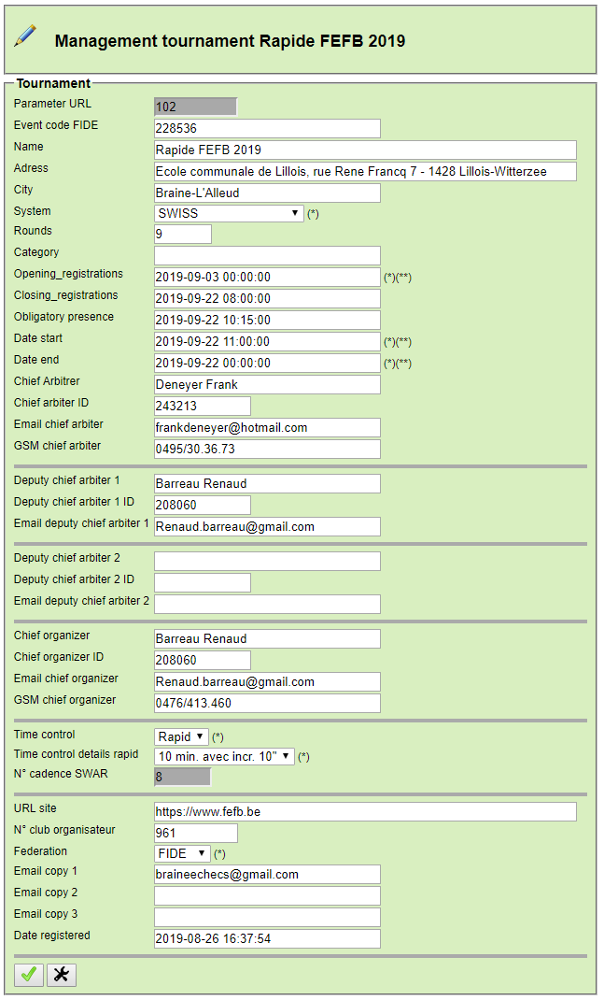 Management tournament Rapide FEFB 2019
Tournament
Parameter URL 102
Event code FIDE 228536
Name Rapide FEFB 2019
Adress Ecole communale de Lillois, rue Rene Francq 7 - 1428 Lillois-Witterzee
City Braine-L'Alleud
System SWISS (*)
Rounds 9
Category
Opening_registrations 2019-09-03 00:00:00 (*)(**)
Closing_registrations 2019-09-22 08:00:00
Obligatory presence 2019-09-22 10:15:00
Date start 2019-09-22 11:00:00 (*)(**)
Date end 2019-09-22 00:00:00 (*)(**)
Chief Arbitrer Deneyer Frank
Chief arbiter ID 243213
Email chief arbiter frankdeneyer@hotmail.com
GSM chief arbiter 0495/30.36.73
Deputy chief arbiter 1 Barreau Renaud
Deputy chief arbiter 1 ID 208060
Email deputy chief arbiter 1 Renaud.barreau@gmail.com
Deputy chief arbiter 2
Deputy chief arbiter 2 ID
Email deputy chief arbiter 2
Chief organizer Barreau Renaud
Chief organizer ID 208060
Email chief organizer Renaud.barreau@gmail.com
GSM chief organizer 0476/413.460
Time control Rapid (*)
Time control details rapid 10 min. avec incr. 10" (*)
N° cadence SWAR 8
URL site https://www.fefb.be
N° club organisateur 961
Federation FIDE (*)
Email copy 1 braineechecs@gmail.com
Email copy 2
Email copy 3
Date registered 2019-08-26 16:37:54